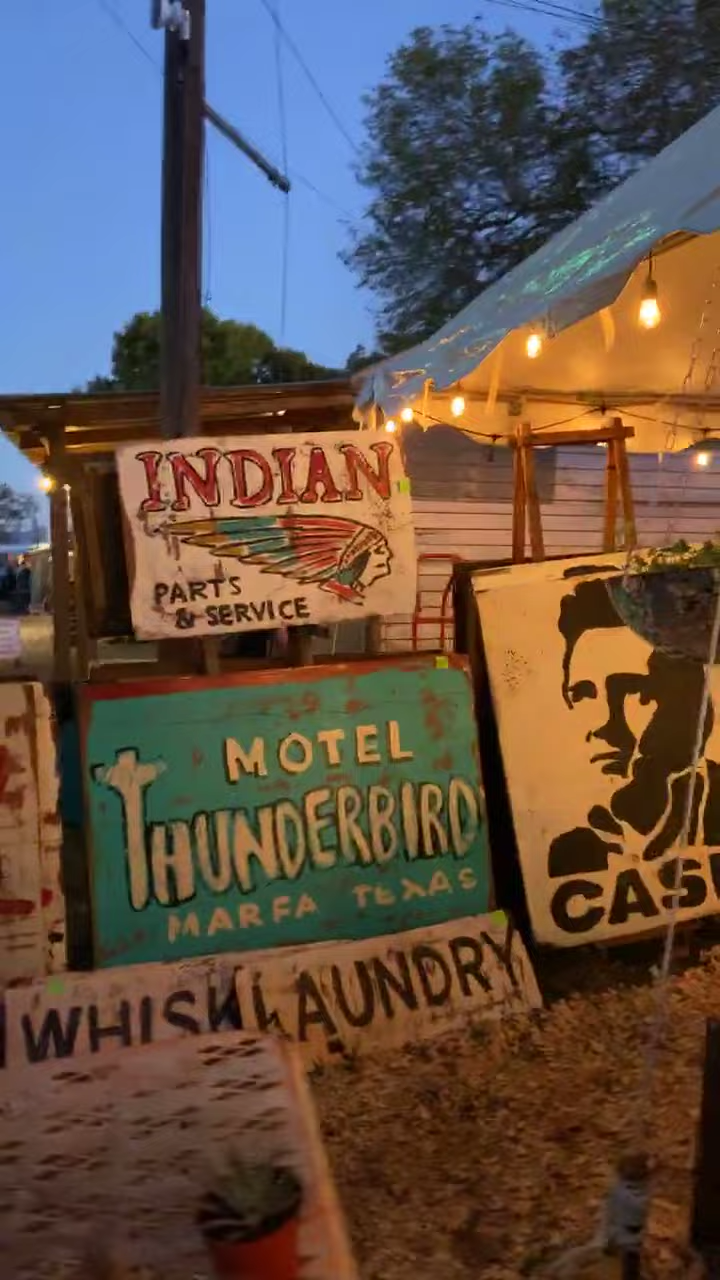 INDIAN
PARTS
& SERVICE
MOTEL
THUNDERBIRD
MARFA TEXAS
WHISK
LAUNDRY
CAS